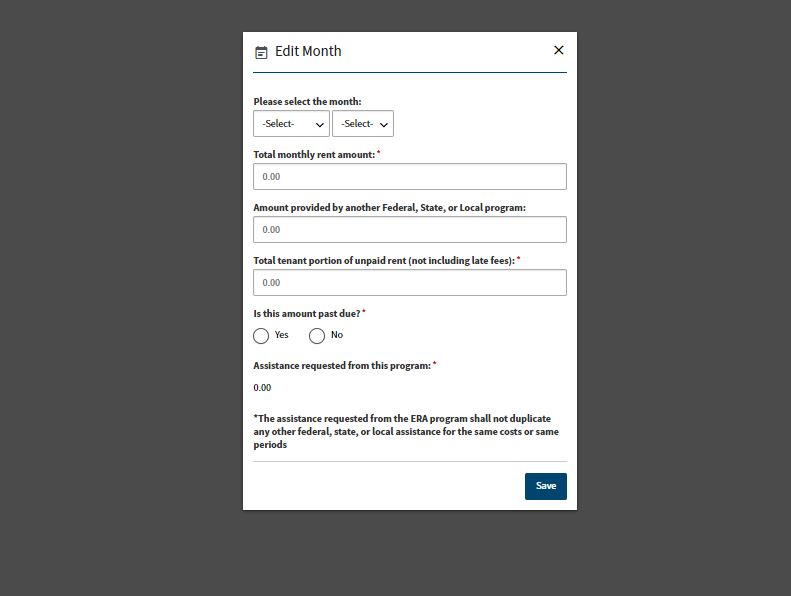 Edit Month
Please select the month:
-Select- -Select-
Total monthly rent amount: *
0.00
Amount provided by another Federal, State, or Local program:
0.00
Total tenant portion of unpaid rent (not including late fees): *
0.00
Is this amount past due? *
Yes No
Assistance requested from this program: *
0.00
*The assistance requested from the ERA program shall not duplicate
any other federal, state, or local assistance for the same costs or same
periods
Save